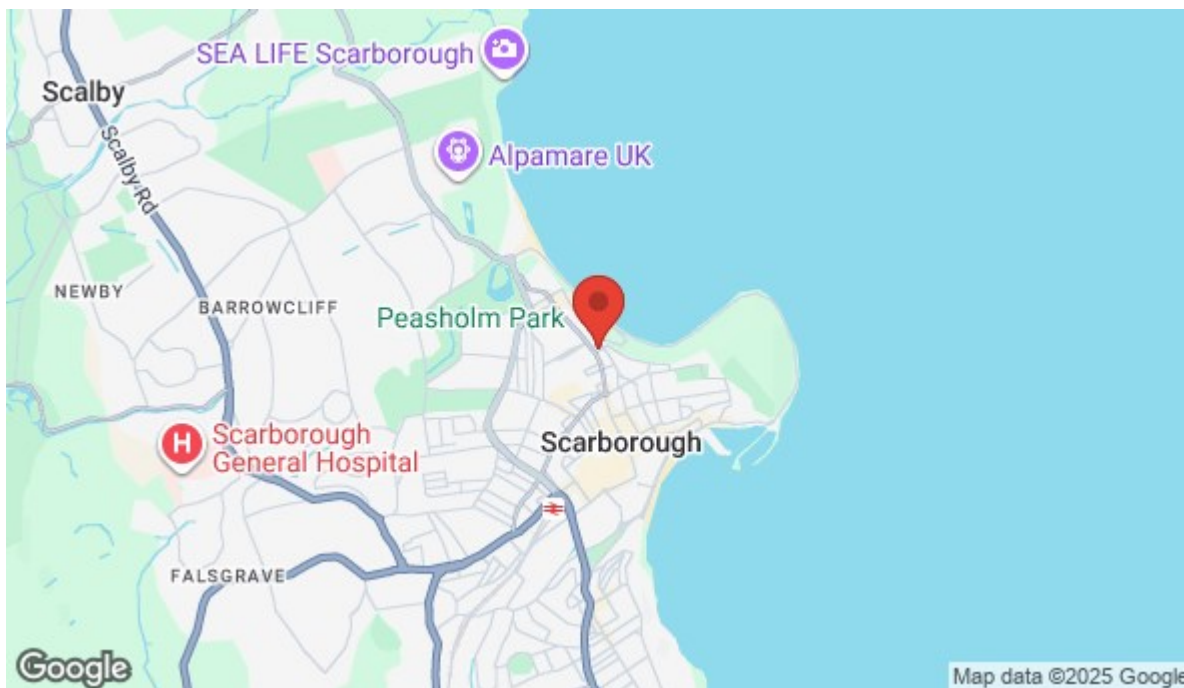 SEA LIFE Scarborough
Scalby
Scalby Rd
Alpamare UK
NEWBY
BARROWCLIFF
Peasholm Park
Scarborough
General Hospital
H
Scarborough
FALSGRAVE
Google
Map data ©2025 Google